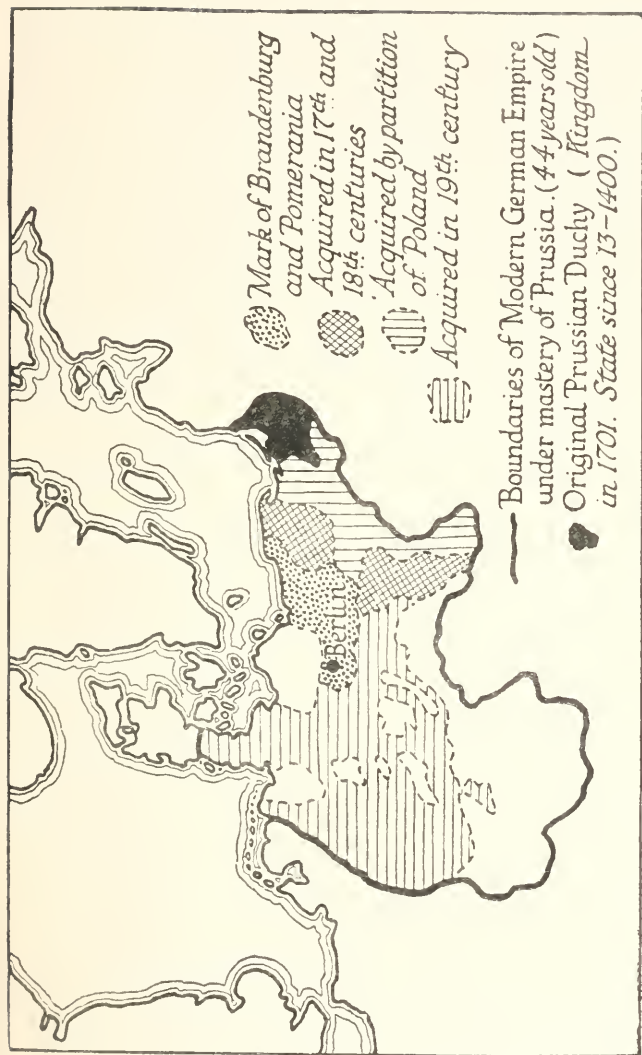 Mark of Brandenburg
and Pomerania
Acquired in 17th and
18th centuries
Acquired by partition
of Poland
Acquired in 19th century
Boundaries of Modern German Empire
under mastery of Prussia. (44 years old)
Original Prussian Duchy (Kingdom
in 1701. State since 13-1400.)
Berlin